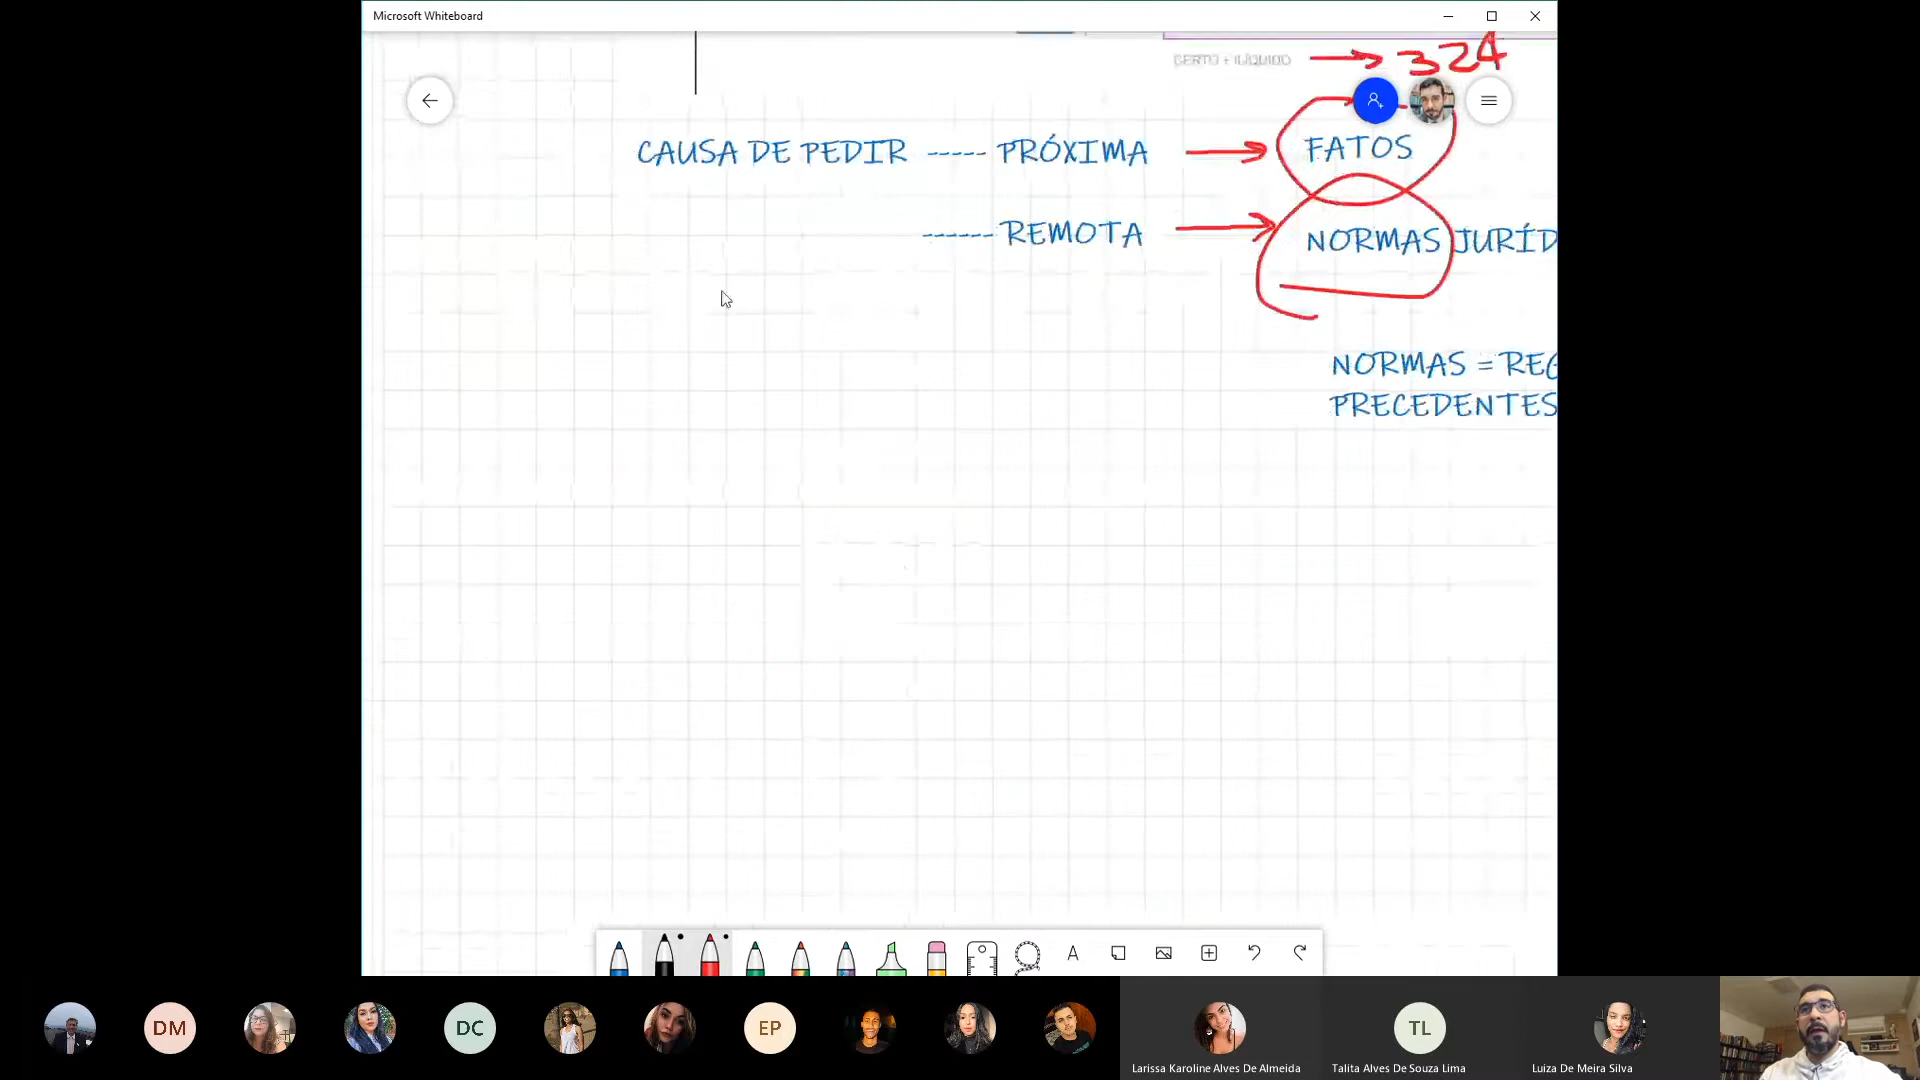 Microsoft Whiteboard
CERTO + ILÍQUIDO 324
CAUSA DE PEDIR ----- PRÓXIMA FATOS
------ REMOTA NORMAS JURÍD
NORMAS = REG
PRECEDENTES
A
DM
DC
EP
TL
Larissa Karoline Alves De Almeida
Talita Alves De Souza Lima
Luiza De Meira Silva